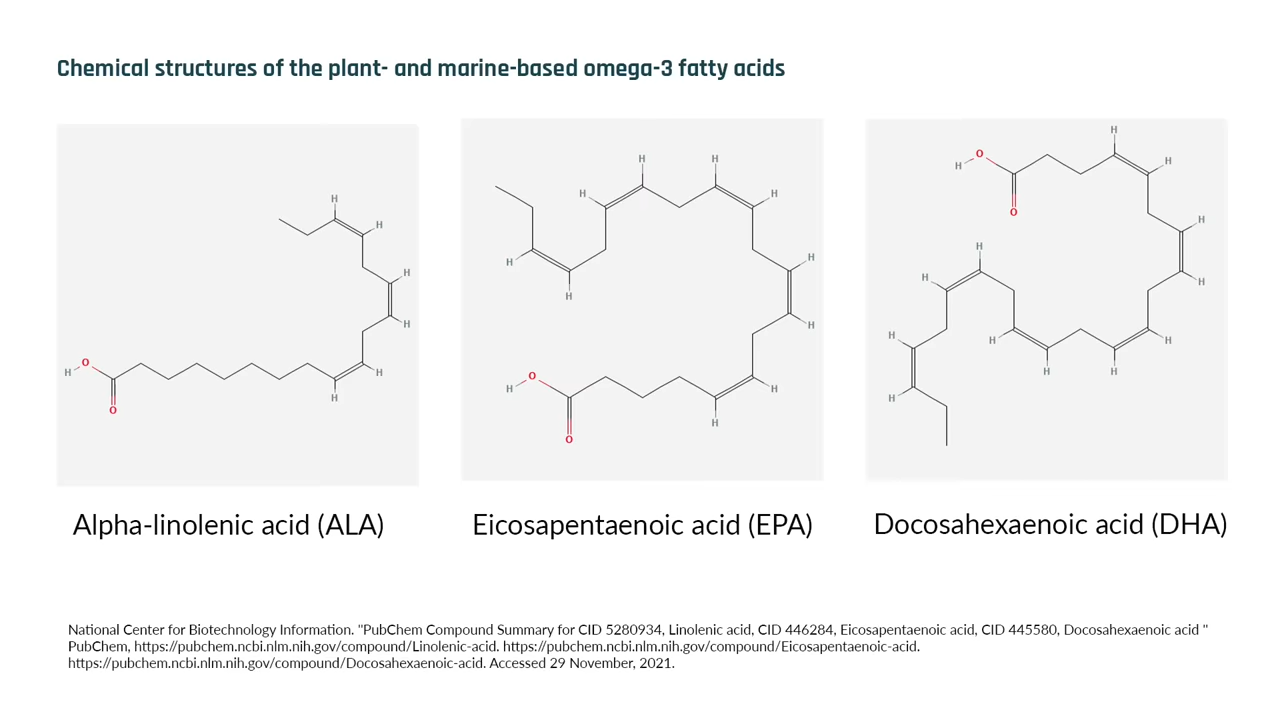 Chemical structures of the plant- and marine-based omega-3 fatty acids
H
H
H
H
H
H
H O
O
H
H
H
H
H
H
H
H
H
H
H O
O
H
H
H
H
H
H
H
H
H
H
H
H
H O
O
Alpha-linolenic acid (ALA)
Eicosapentaenoic acid (EPA)
Docosahexaenoic acid (DHA)
National Center for Biotechnology Information. "PubChem Compound Summary for CID 5280934, Linolenic acid, CID 446284, Eicosapentaenoic acid, CID 445580, Docosahexaenoic acid "
PubChem, https://pubchem.ncbi.nlm.nih.gov/compound/Linolenic-acid. https://pubchem.ncbi.nlm.nih.gov/compound/Eicosapentaenoic-acid.
https://pubchem.ncbi.nlm.nih.gov/compound/Docosahexaenoic-acid. Accessed 29 November, 2021.